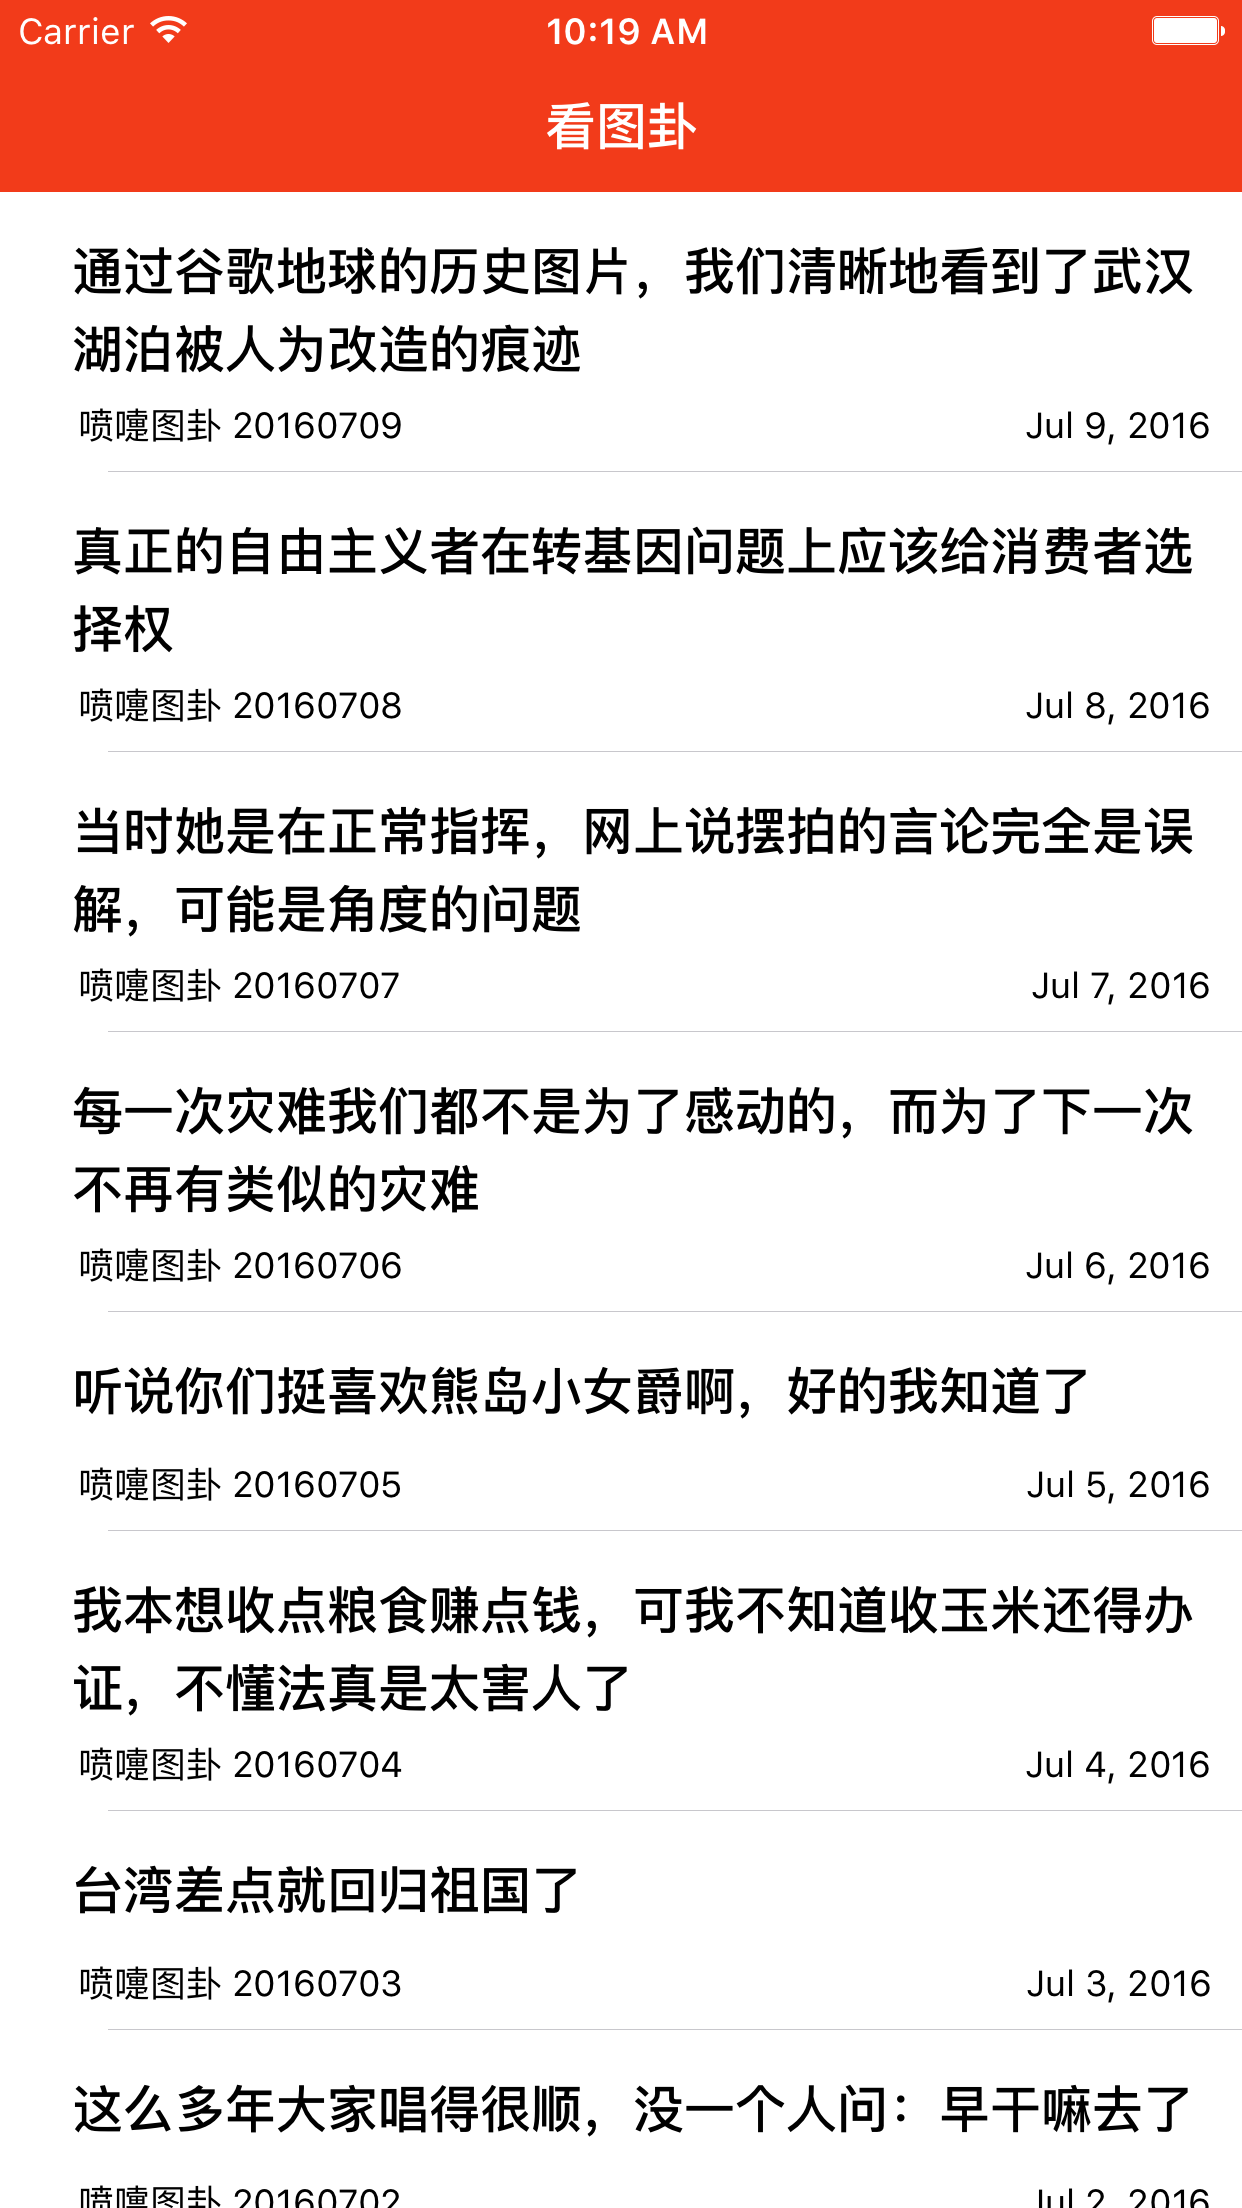 Carrier 10:19 AM
看图卦
通过谷歌地球的历史图片，我们清晰地看到了武汉
湖泊被人为改造的痕迹
喷嚏图卦 20160709 Jul 9, 2016
真正的自由主义者在转基因问题上应该给消费者选
择权
喷嚏图卦 20160708 Jul 8, 2016
当时她是在正常指挥，网上说摆拍的言论完全是误
解，可能是角度的问题
喷嚏图卦 20160707 Jul 7, 2016
每一次灾难我们都不是为了感动的，而为了下一次
不再有类似的灾难
喷嚏图卦 20160706 Jul 6, 2016
听说你们挺喜欢熊岛小女爵啊，好的我知道了
喷嚏图卦 20160705 Jul 5, 2016
我本想收点粮食赚点钱，可我不知道收玉米还得办
证，不懂法真是太害人了
喷嚏图卦 20160704 Jul 4, 2016
台湾差点就回归祖国了
喷嚏图卦 20160703 Jul 3, 2016
这么多年大家唱得很顺，没一个人问：早干嘛去了
喷嚏图卦 20160702 Jul 2, 2016